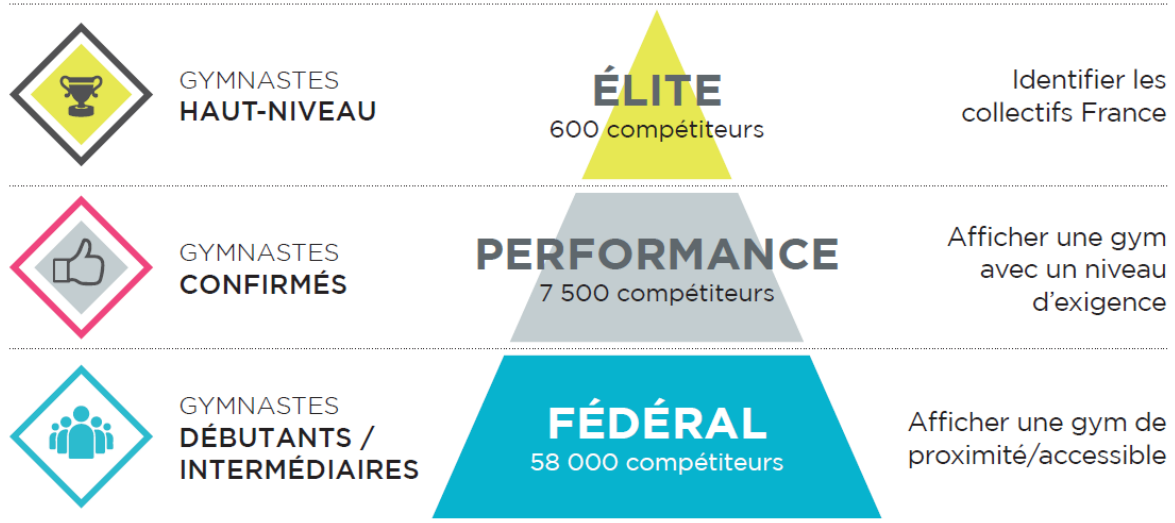 GYMNASTES
HAUT-NIVEAU
ÉLITE
600 compétiteurs
Identifier les
collectifs France
GYMNASTES
CONFIRMÉS
PERFORMANCE
7 500 compétiteurs
Afficher une gym
avec un niveau
d’exigence
GYMNASTES
DÉBUTANTS /
INTERMÉDIAIRES
FÉDÉRAL
58 000 compétiteurs
Afficher une gym de
proximité/accessible